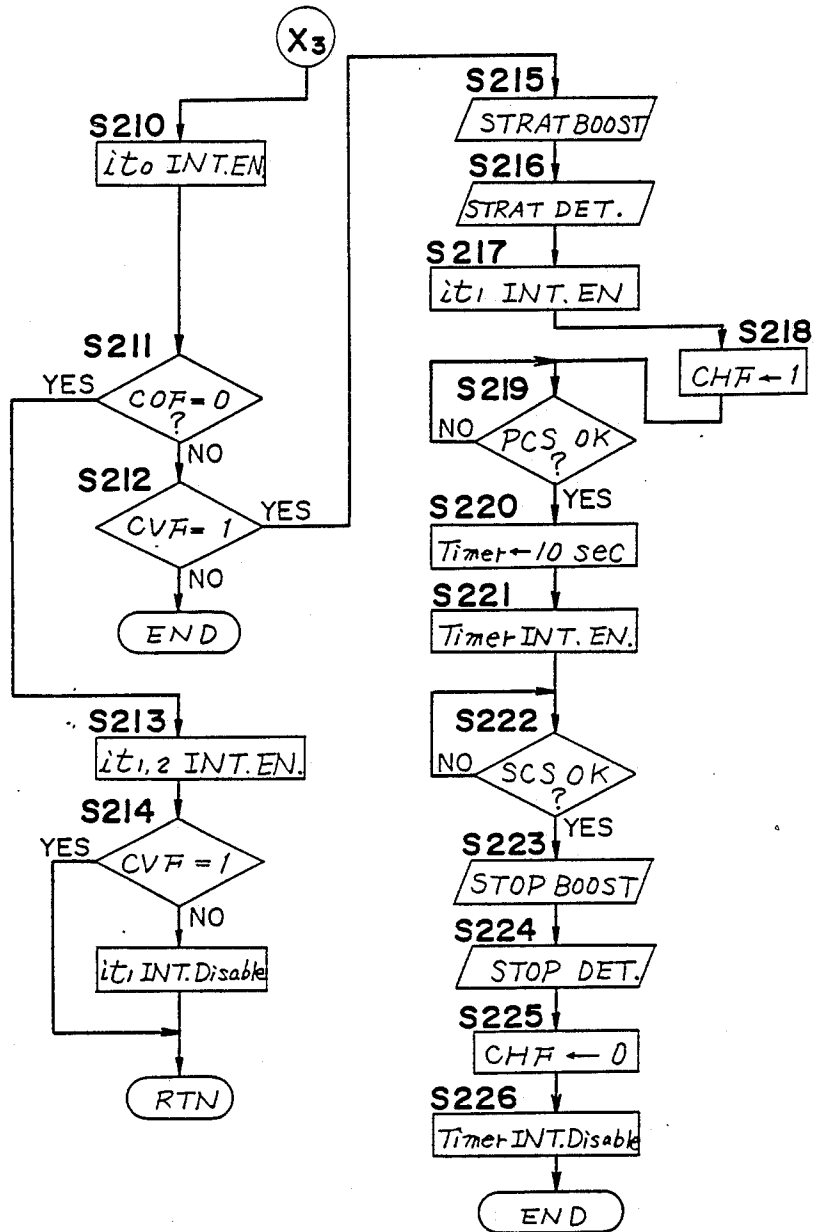 X3
S210
it0 INT.EN.
S211
YES
COF=0
?
NO
S212
YES
CVF=1
NO
END
S213
it1,2 INT.EN.
S214
YES
CVF=1
NO
it1 INT.Disable
RTN
S215
STRAT BOOST
S216
STRAT DET.
S217
it1 INT.EN
S218
CHF←1
S219
NO
PCS OK
?
YES
S220
Timer←10 sec
S221
Timer INT.EN.
S222
NO
SCS OK
?
YES
S223
STOP BOOST
S224
STOP DET.
S225
CHF←0
S226
Timer INT.Disable
END